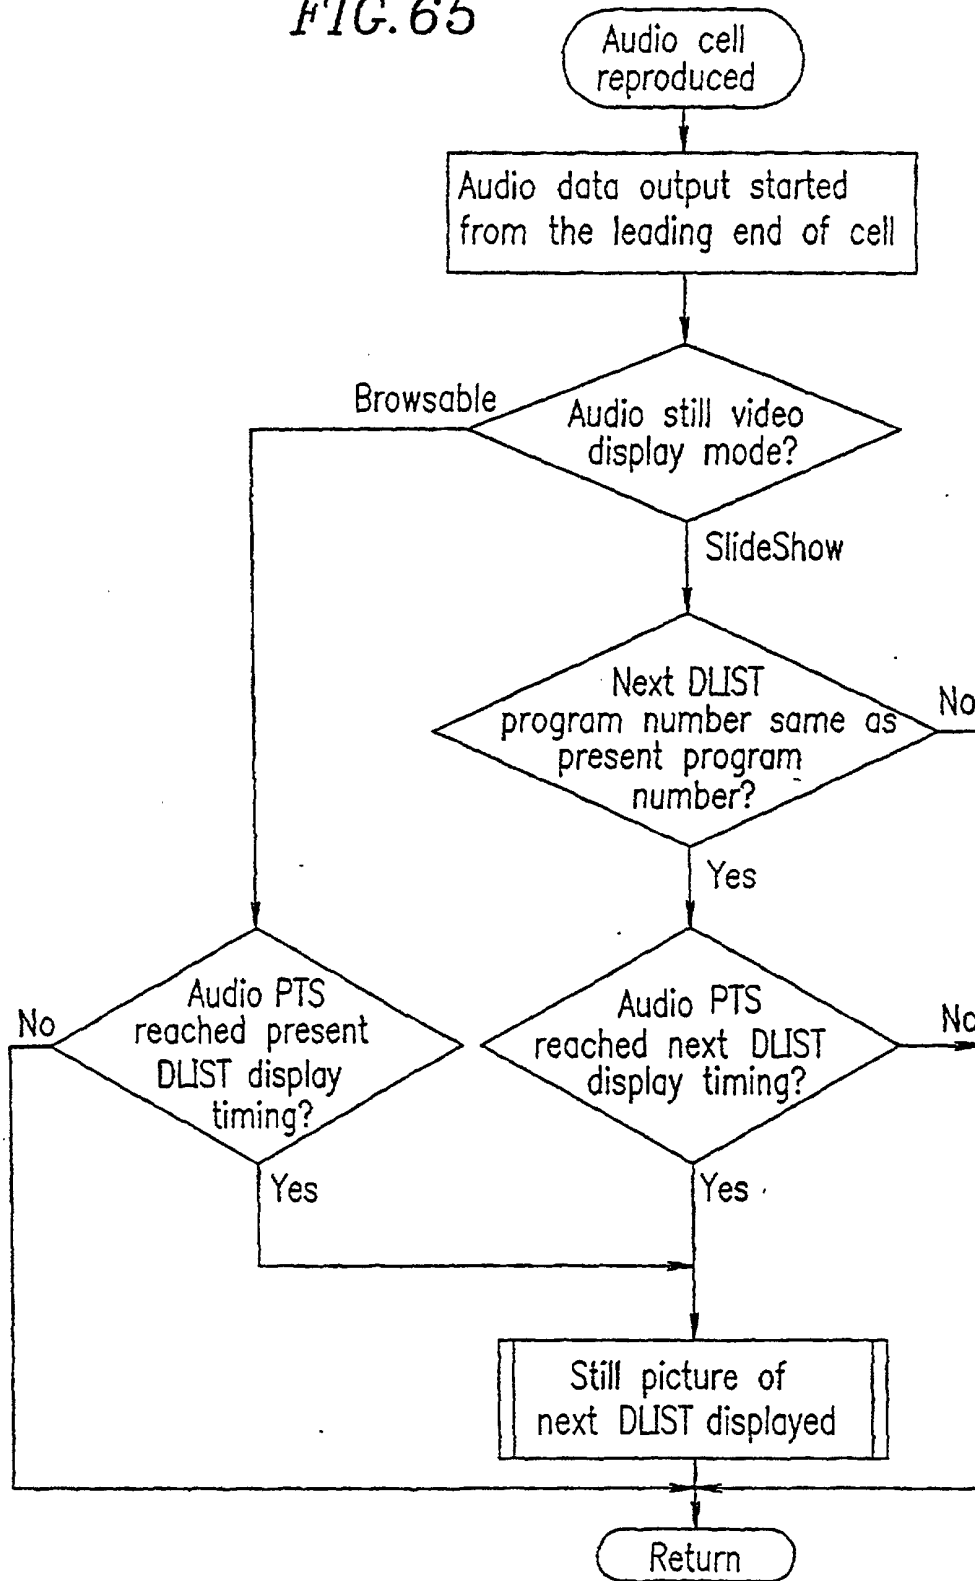 FIG. 65
Audio cell
reproduced
Audio data output started
from the leading end of cell
Browsable
Audio still video
display mode?
SlideShow
Next DLIST
program number same as
present program
number?
No
Yes
No
Audio PTS
reached present
DLIST display
timing?
Audio PTS
reached next DLIST
display timing?
No
Yes
Yes
Still picture of
next DLIST displayed
Return